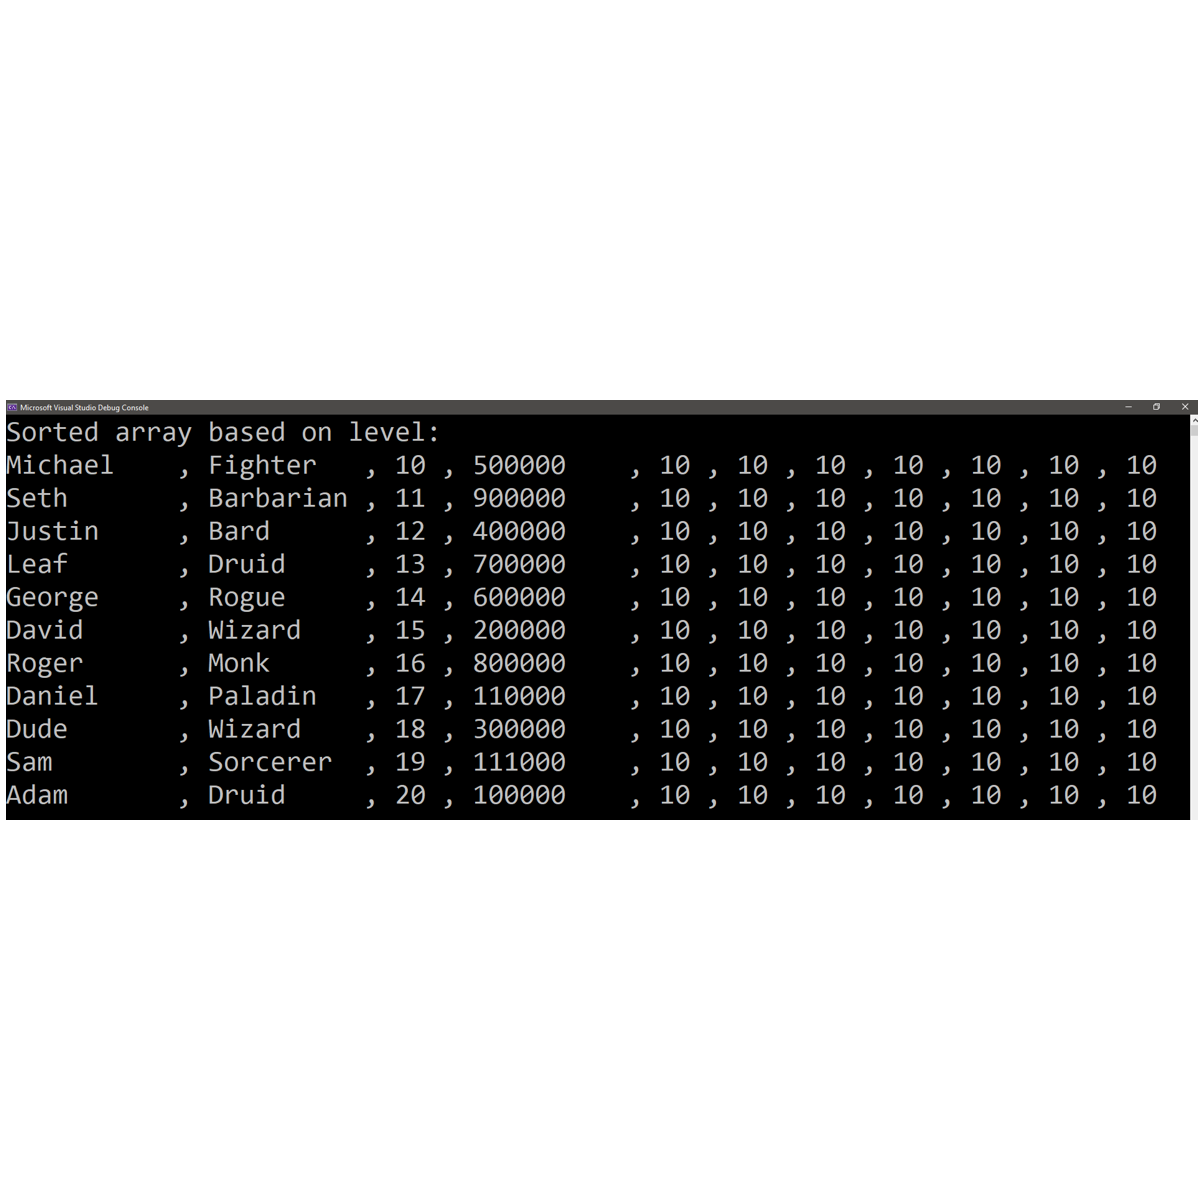 Microsoft Visual Studio Debug Console
Sorted array based on level:
Michael , Fighter , 10 , 500000 , 10 , 10 , 10 , 10 , 10 , 10 , 10
Seth , Barbarian , 11 , 900000 , 10 , 10 , 10 , 10 , 10 , 10 , 10
Justin , Bard , 12 , 400000 , 10 , 10 , 10 , 10 , 10 , 10 , 10
Leaf , Druid , 13 , 700000 , 10 , 10 , 10 , 10 , 10 , 10 , 10
George , Rogue , 14 , 600000 , 10 , 10 , 10 , 10 , 10 , 10 , 10
David , Wizard , 15 , 200000 , 10 , 10 , 10 , 10 , 10 , 10 , 10
Roger , Monk , 16 , 800000 , 10 , 10 , 10 , 10 , 10 , 10 , 10
Daniel , Paladin , 17 , 110000 , 10 , 10 , 10 , 10 , 10 , 10 , 10
Dude , Wizard , 18 , 300000 , 10 , 10 , 10 , 10 , 10 , 10 , 10
Sam , Sorcerer , 19 , 111000 , 10 , 10 , 10 , 10 , 10 , 10 , 10
Adam , Druid , 20 , 100000 , 10 , 10 , 10 , 10 , 10 , 10 , 10